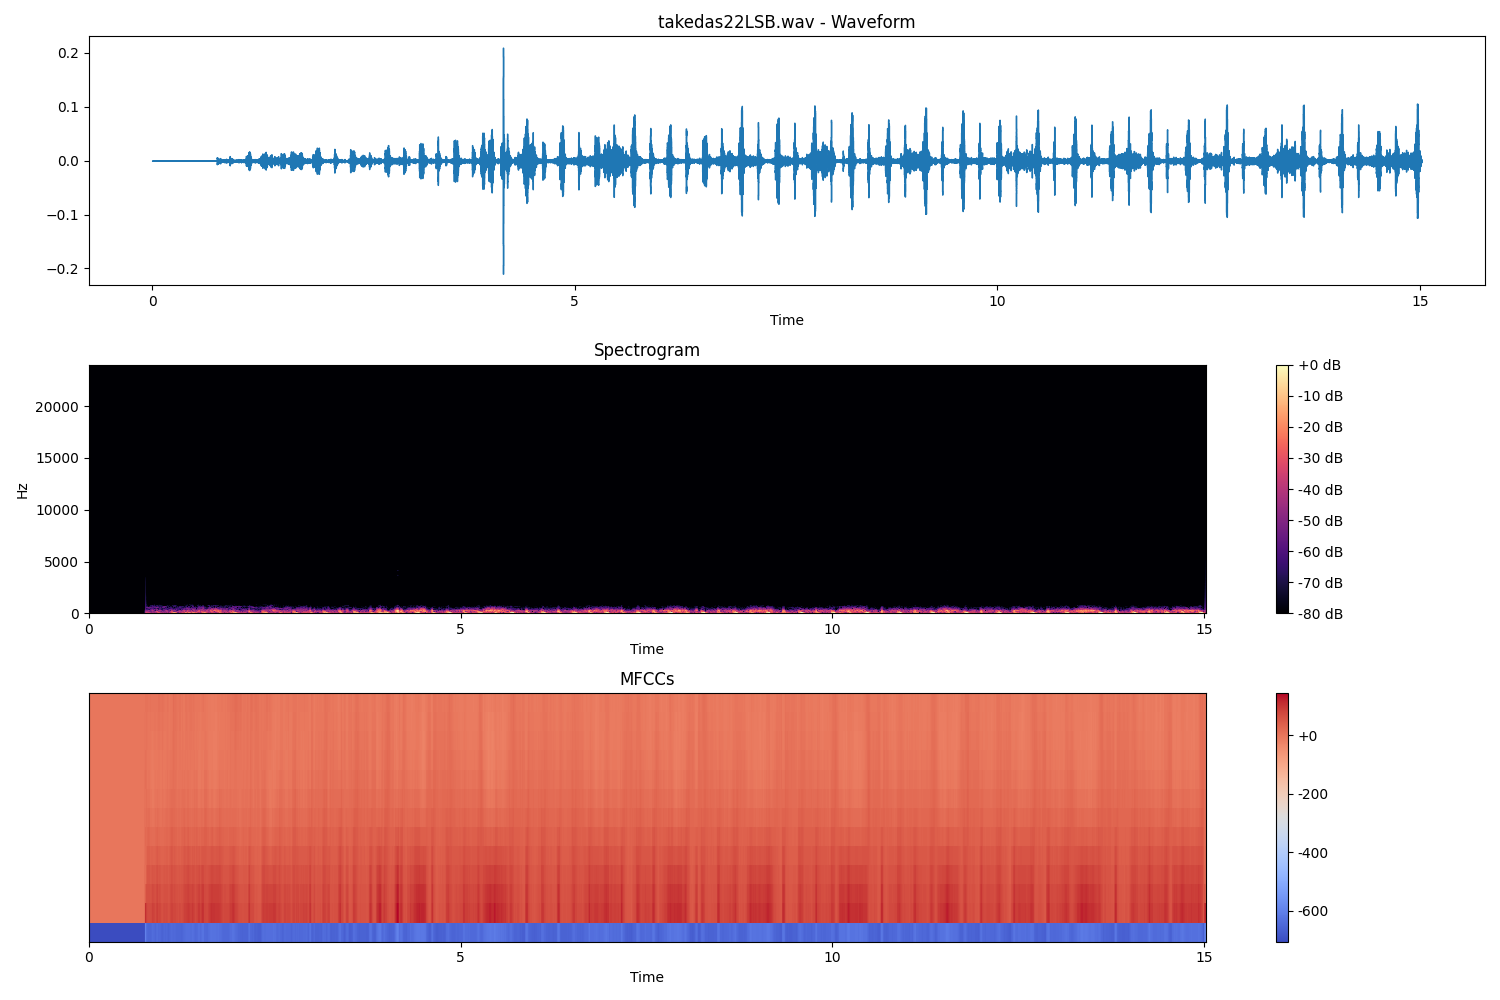 takedas22LSB.wav - Waveform
0.2
0.1
0.0
−0.1
−0.2
0 5 10 15
Time
Spectrogram
Hz
20000
15000
10000
5000
0
0 5 10 15
Time
+0 dB
-10 dB
-20 dB
-30 dB
-40 dB
-50 dB
-60 dB
-70 dB
-80 dB
MFCCs
0 5 10 15
Time
+0
-200
-400
-600